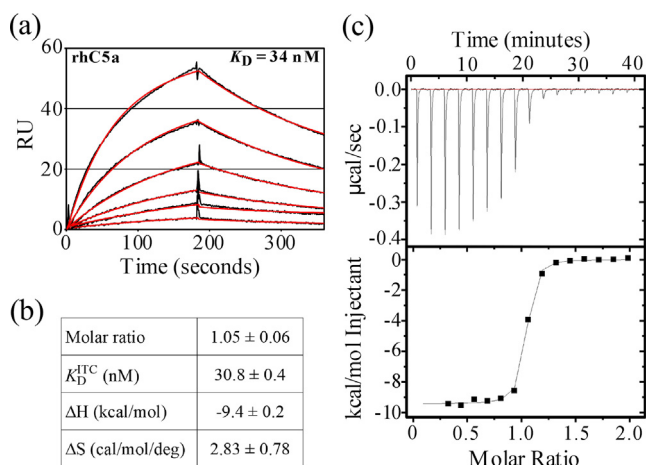 (a)
rhC5a K_D = 34 nM
60
40
20
0
RU
0 100 200 300
Time (seconds)
(b)
Molar ratio 1.05 ± 0.06
K_D^ITC (nM) 30.8 ± 0.4
ΔH (kcal/mol) -9.4 ± 0.2
ΔS (cal/mol/deg) 2.83 ± 0.78
(c)
Time (minutes)
0 10 20 30 40
0.0
-0.1
-0.2
-0.3
-0.4
µcal/sec
0
-2
-4
-6
-8
-10
kcal/mol Injectant
0.0 0.5 1.0 1.5 2.0
Molar Ratio